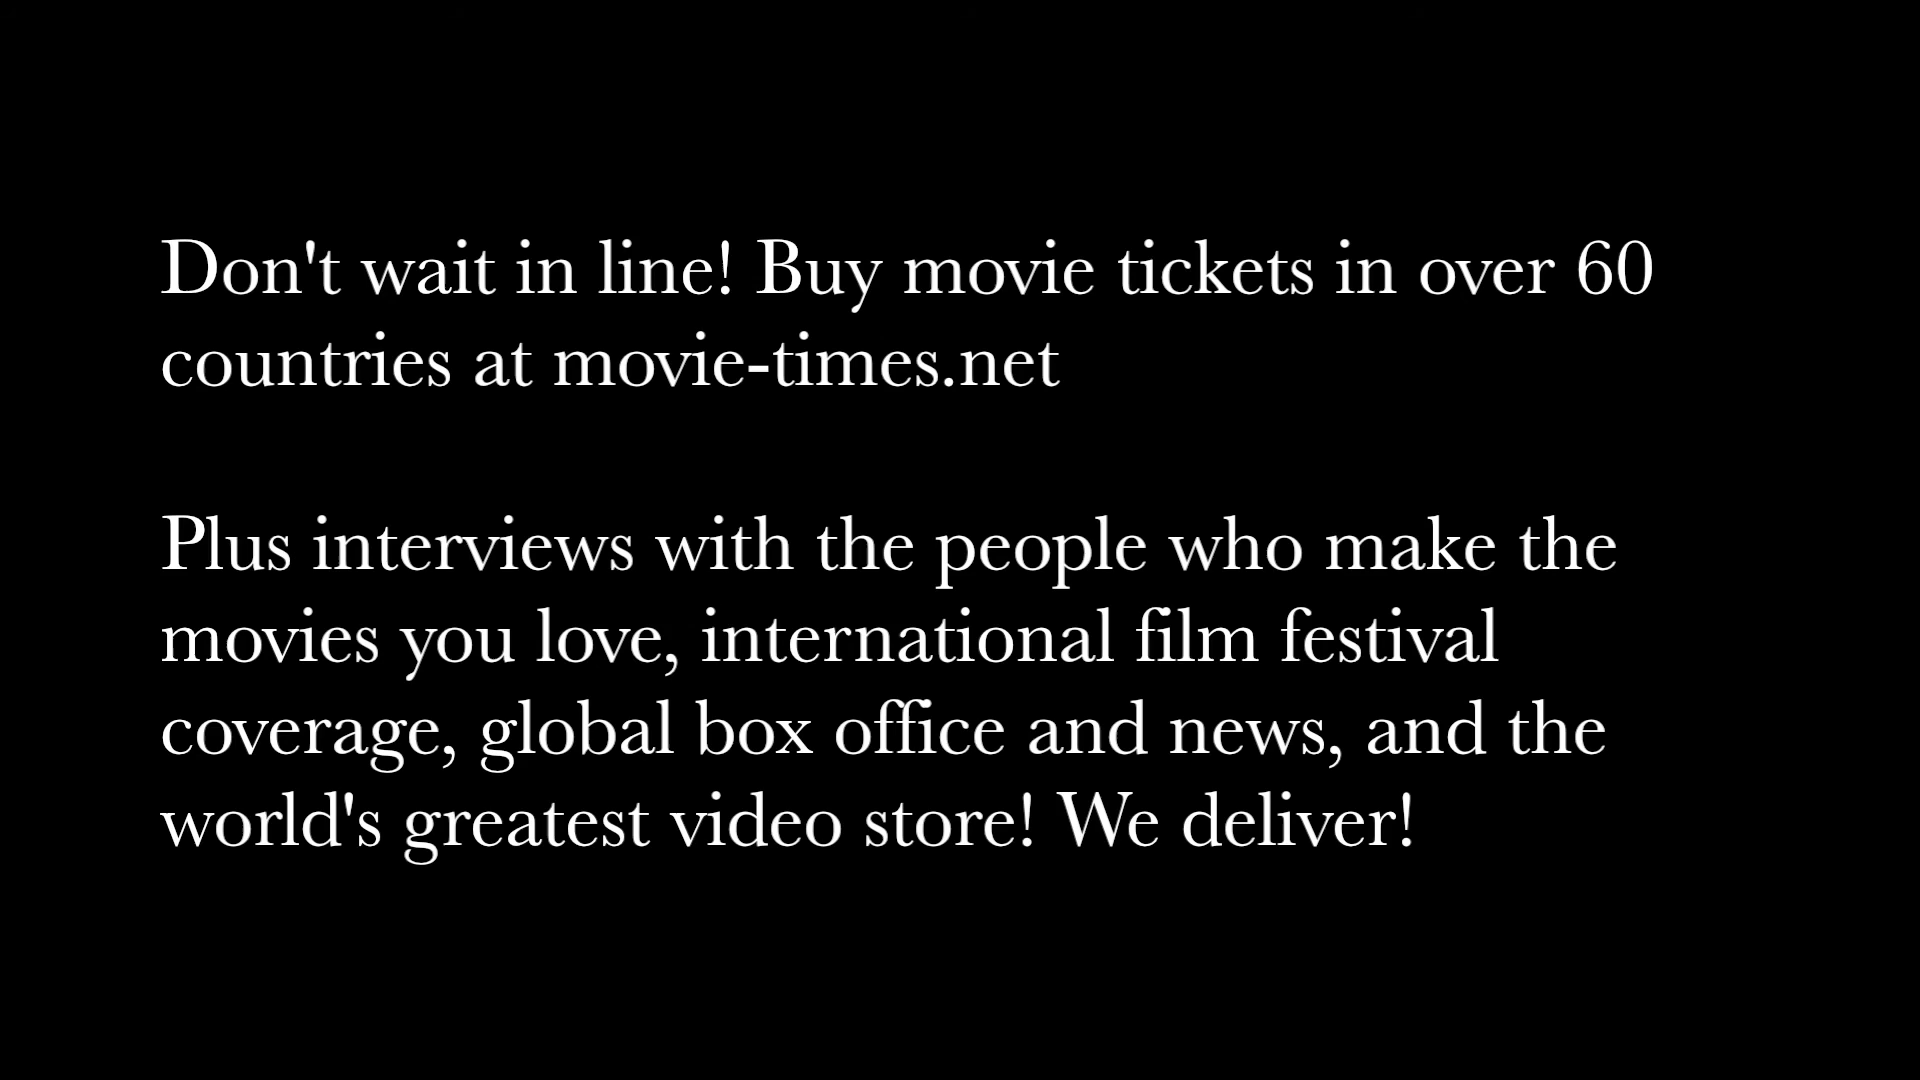 Don't wait in line! Buy movie tickets in over 60
countries at movie-times.net
Plus interviews with the people who make the
movies you love, international film festival
coverage, global box office and news, and the
world's greatest video store! We deliver!